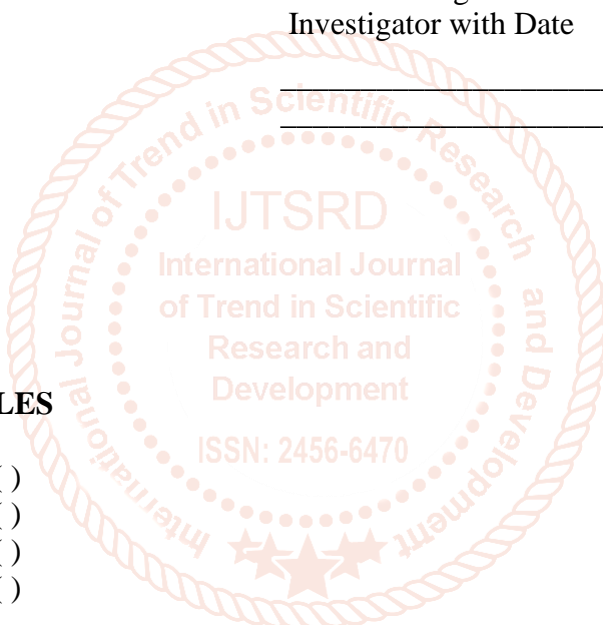 Investigator with Date
International Journal of Trend in Scientific Research and Development
IJTSRD
International Journal
of Trend in Scientific
Research and
Development
ISSN: 2456-6470
LES
( )
( )
( )
( )